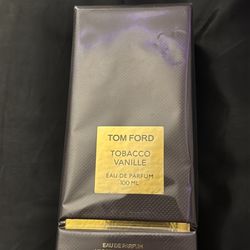 TOM FORD
TOBACCO
VANILLE
EAU DE PARFUM
100 ML
EAU DE PARFUM